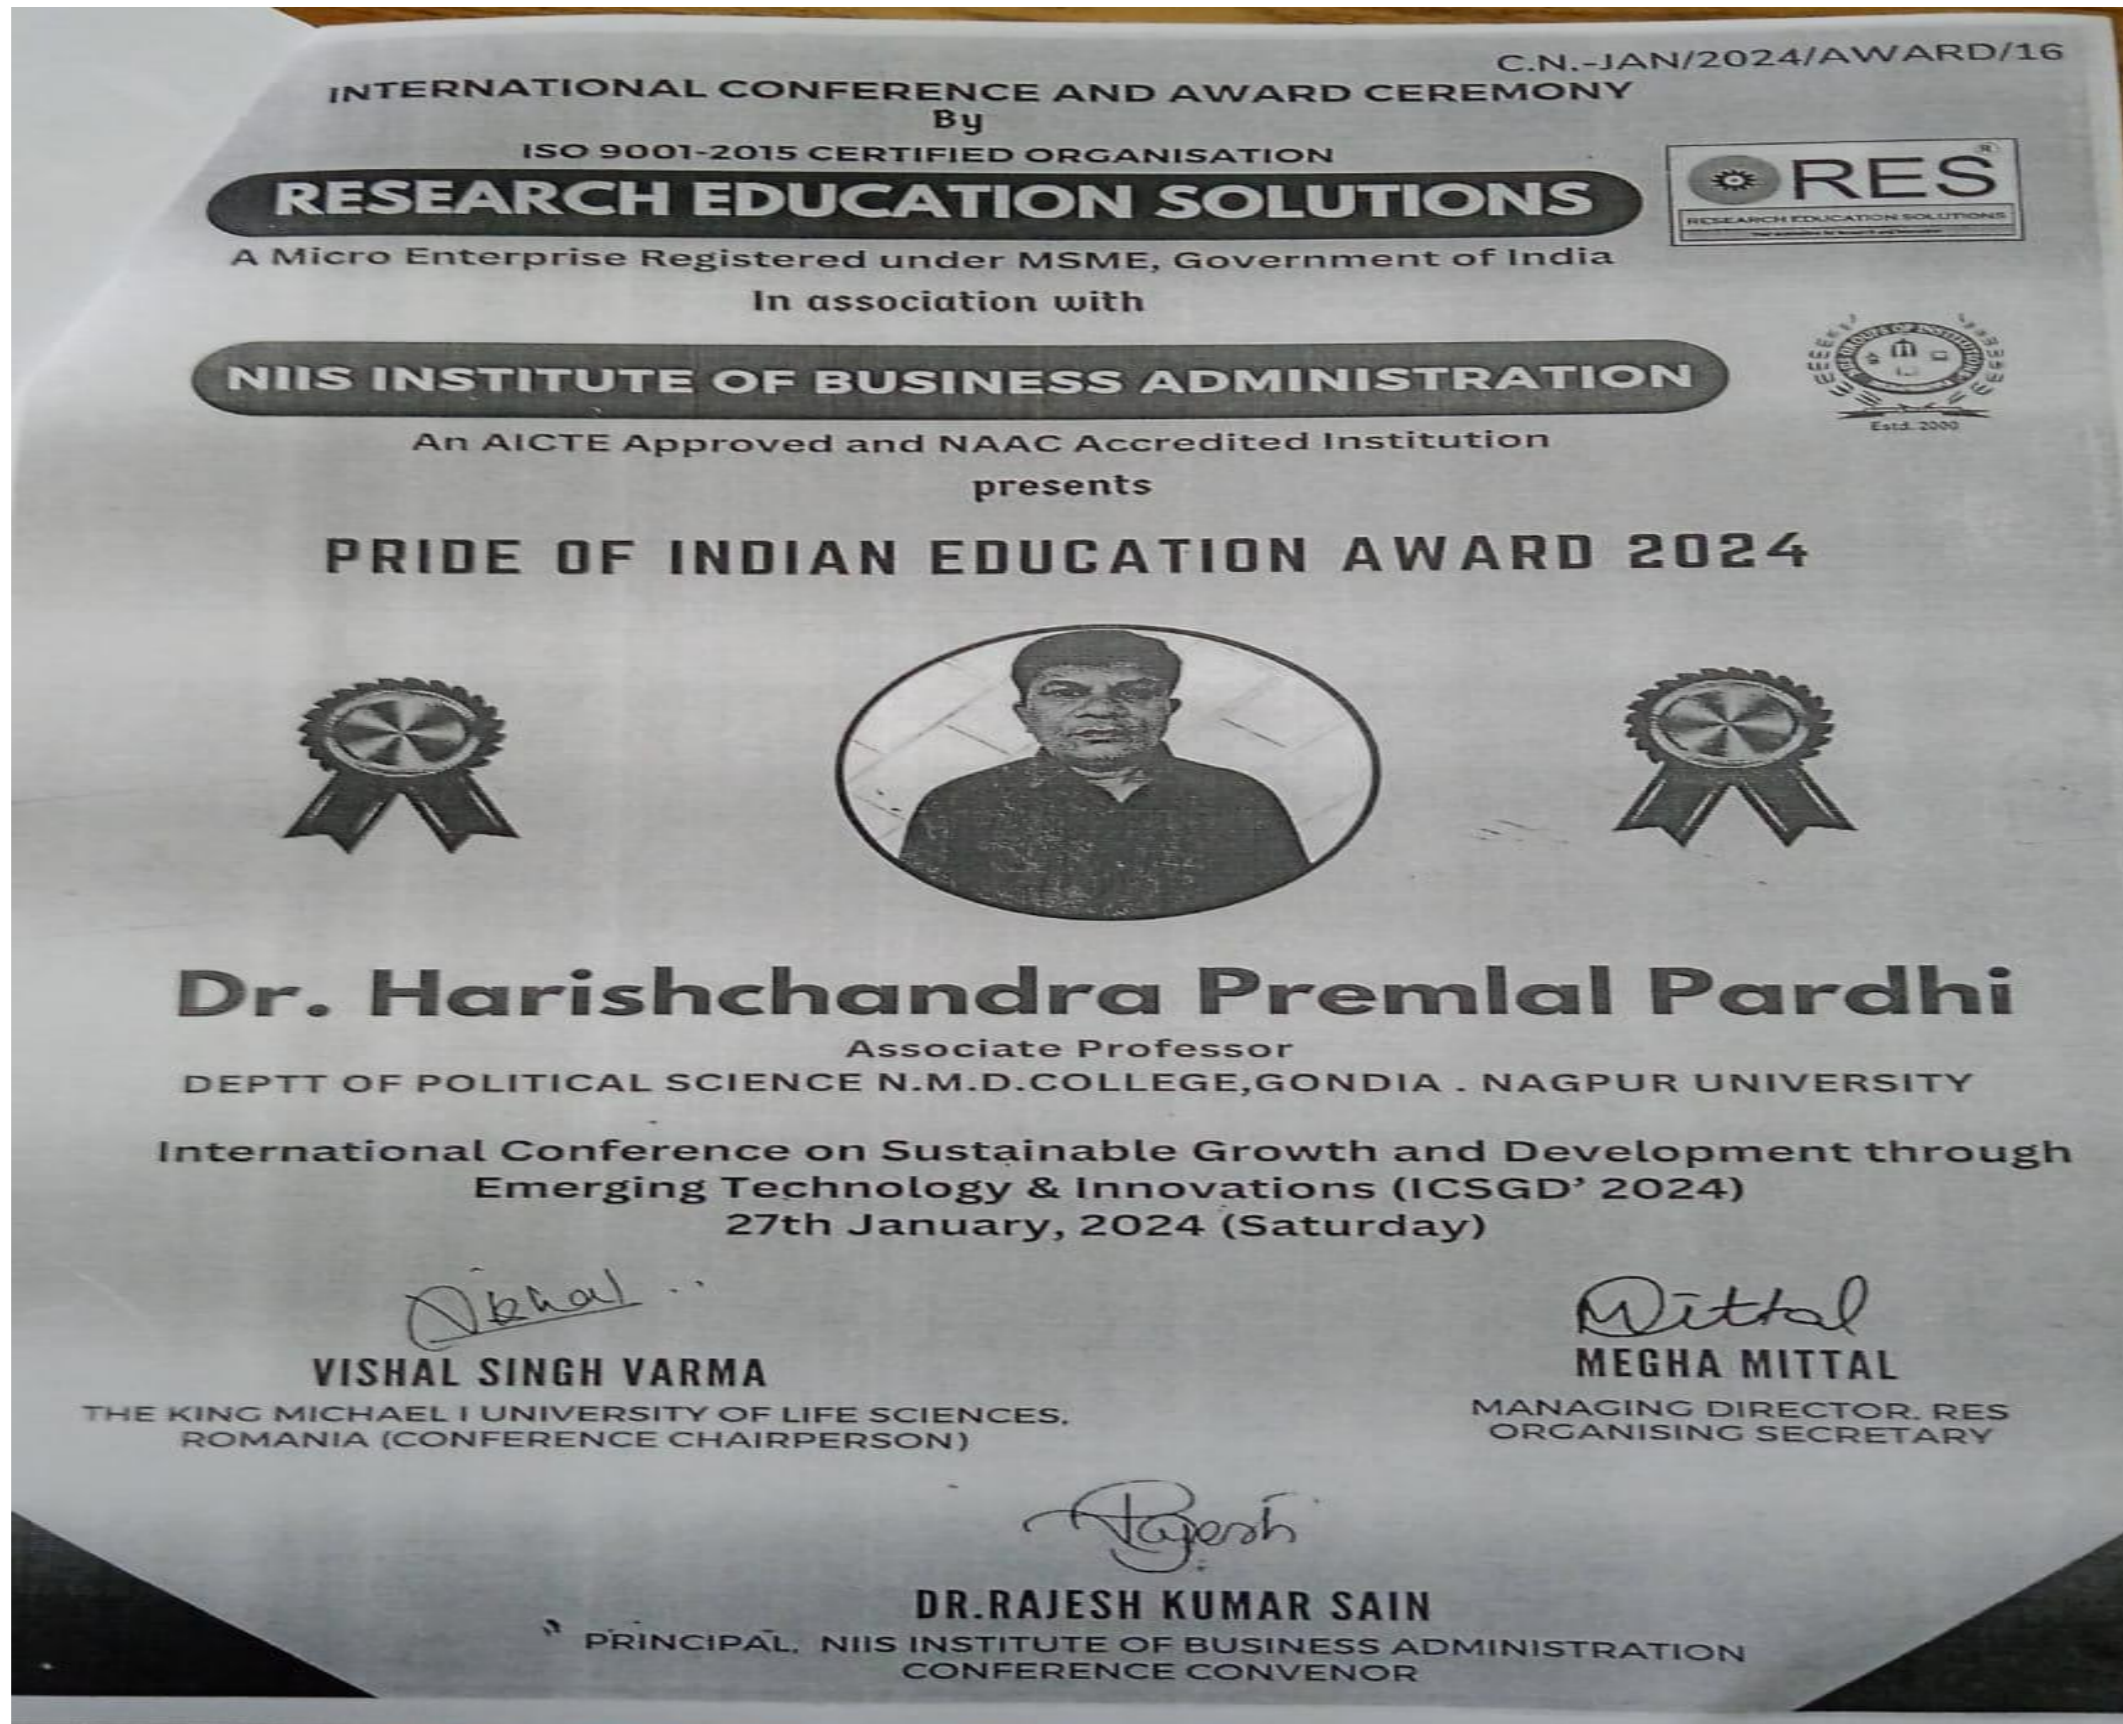 C.N.-JAN/2024/AWARD/16
INTERNATIONAL CONFERENCE AND AWARD CEREMONY
By
ISO 9001-2015 CERTIFIED ORGANISATION
RESEARCH EDUCATION SOLUTIONS
RES
RESEARCH EDUCATION SOLUTIONS
A Micro Enterprise Registered under MSME, Government of India
In association with
NIIS INSTITUTE OF BUSINESS ADMINISTRATION
Estd. 2000
An AICTE Approved and NAAC Accredited Institution
presents
PRIDE OF INDIAN EDUCATION AWARD 2024
Dr. Harishchandra Premlal Pardhi
Associate Professor
DEPTT OF POLITICAL SCIENCE N.M.D.COLLEGE,GONDIA . NAGPUR UNIVERSITY
International Conference on Sustainable Growth and Development through
Emerging Technology & Innovations (ICSGD' 2024)
27th January, 2024 (Saturday)
Vishal
VISHAL SINGH VARMA
THE KING MICHAEL I UNIVERSITY OF LIFE SCIENCES,
ROMANIA (CONFERENCE CHAIRPERSON)
Mittal
MEGHA MITTAL
MANAGING DIRECTOR. RES
ORGANISING SECRETARY
Rajesh
DR.RAJESH KUMAR SAIN
PRINCIPAL, NIIS INSTITUTE OF BUSINESS ADMINISTRATION
CONFERENCE CONVENOR